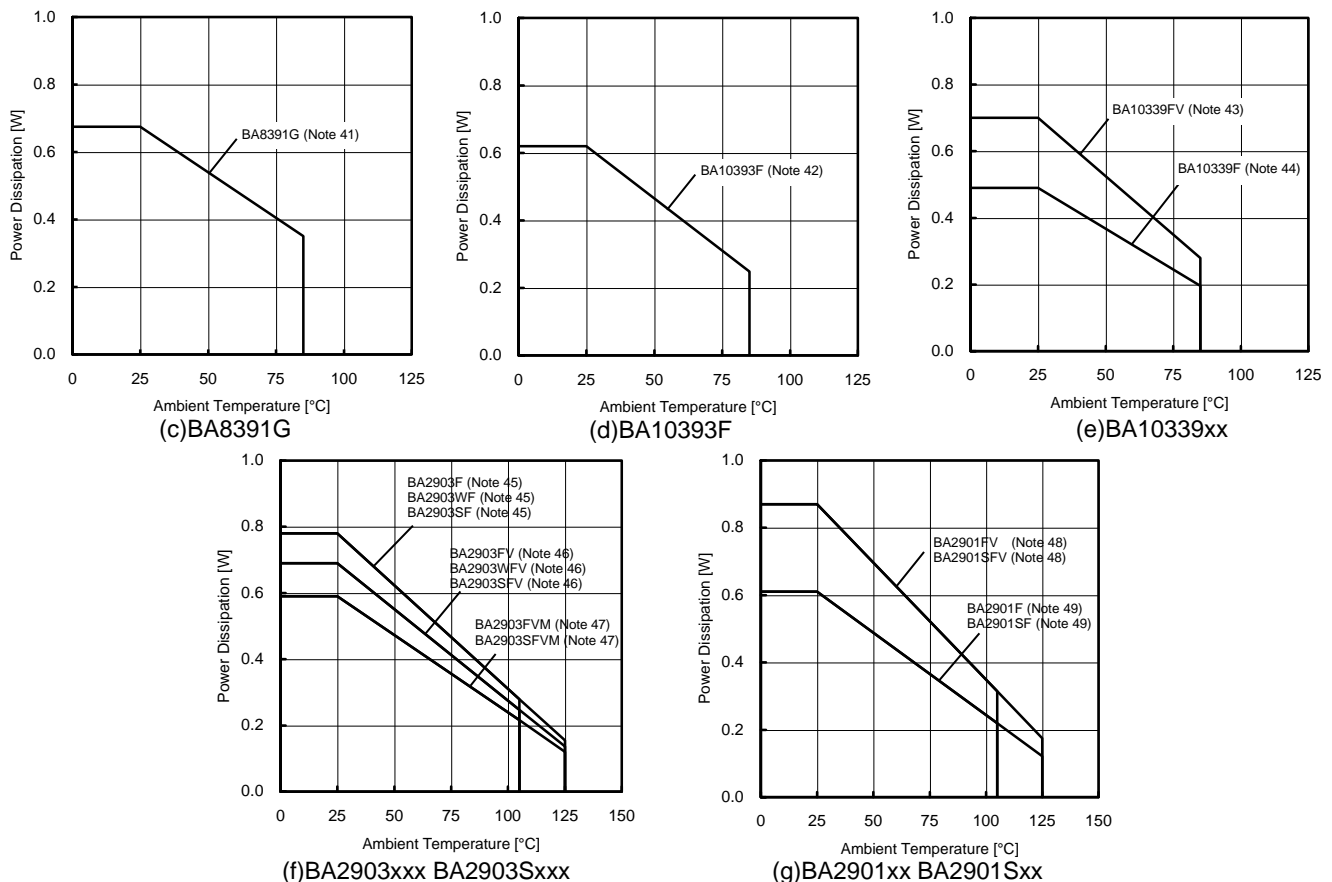 1.0
0.8
0.6
0.4
0.2
0.0
Power Dissipation [W]
BA8391G (Note 41)
0 25 50 75 100 125
Ambient Temperature [°C]
(c)BA8391G
1.0
0.8
0.6
0.4
0.2
0.0
Power Dissipation [W]
BA10393F (Note 42)
0 25 50 75 100 125
Ambient Temperature [°C]
(d)BA10393F
1.0
0.8
0.6
0.4
0.2
0.0
Power Dissipation [W]
BA10339FV (Note 43)
BA10339F (Note 44)
0 25 50 75 100 125
Ambient Temperature [°C]
(e)BA10339xx
1.0
0.8
0.6
0.4
0.2
0.0
Power Dissipation [W]
BA2903F (Note 45)
BA2903WF (Note 45)
BA2903SF (Note 45)
BA2903FV (Note 46)
BA2903WFV (Note 46)
BA2903SFV (Note 46)
BA2903FVM (Note 47)
BA2903SFVM (Note 47)
0 25 50 75 100 125 150
Ambient Temperature [°C]
(f)BA2903xxx BA2903Sxxx
1.0
0.8
0.6
0.4
0.2
0.0
Power Dissipation [W]
BA2901FV (Note 48)
BA2901SFV (Note 48)
BA2901F (Note 49)
BA2901SF (Note 49)
0 25 50 75 100 125 150
Ambient Temperature [°C]
(g)BA2901xx BA2901Sxx